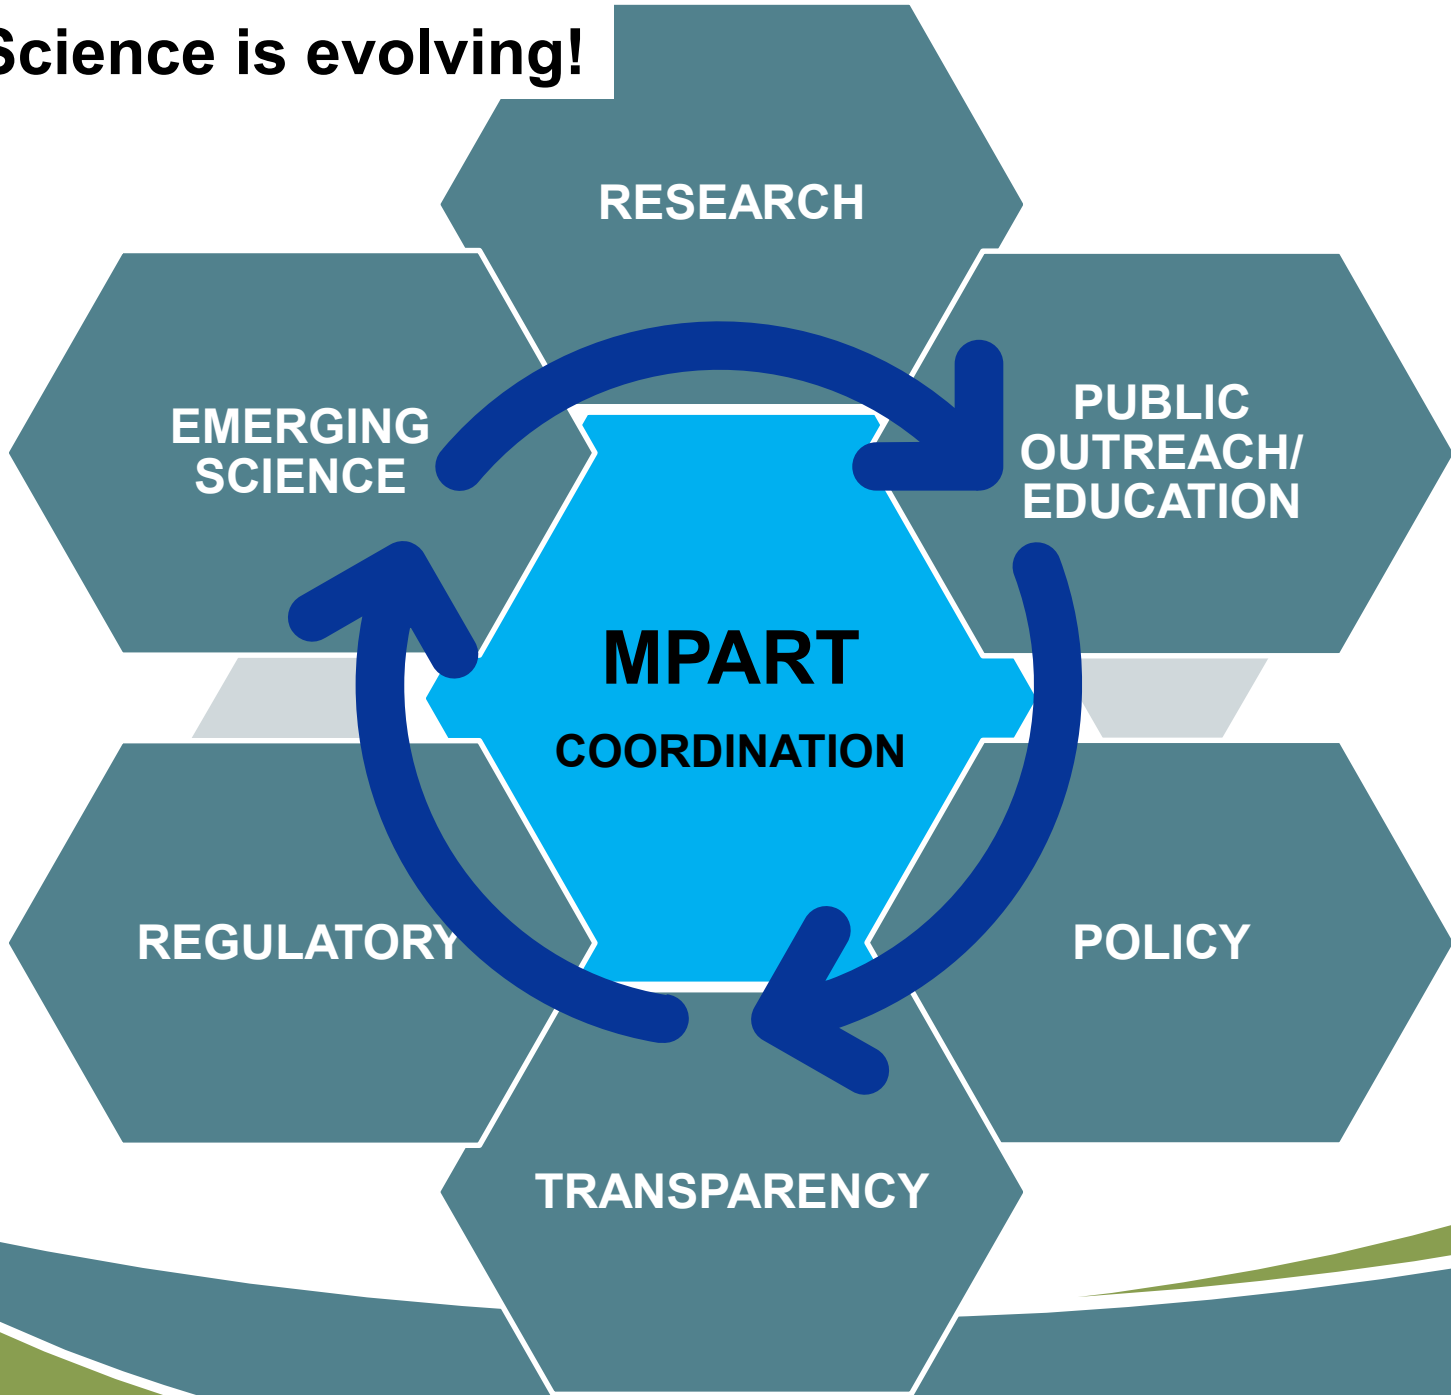 Science is evolving!
RESEARCH
EMERGING
SCIENCE
PUBLIC
OUTREACH/
EDUCATION
MPART
COORDINATION
REGULATORY
POLICY
TRANSPARENCY